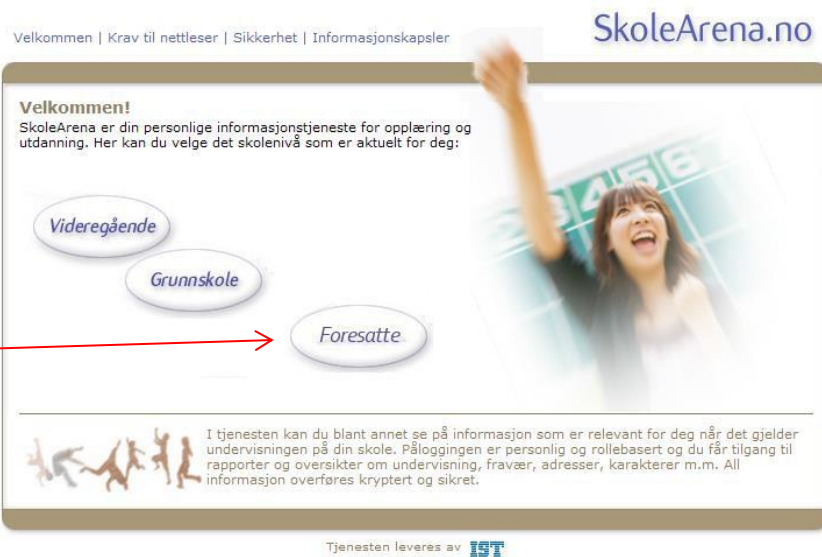 SkoleArena.no
Velkommen | Krav til nettleser | Sikkerhet | Informasjonskapsler
Velkommen!
SkoleArena er din personlige informasjonstjeneste for opplæring og
utdanning. Her kan du velge det skolenivå som er aktuelt for deg:
3456
Videregående
Grunnskole
Foresatte
I tjenesten kan du blant annet se på informasjon som er relevant for deg når det gjelder
undervisningen på din skole. Påloggingen er personlig og rollebasert og du får tilgang til
rapporter og oversikter om undervisning, fravær, adresser, karakterer m.m. All
informasjon overføres kryptert og sikret.
Tjenesten leveres av IST